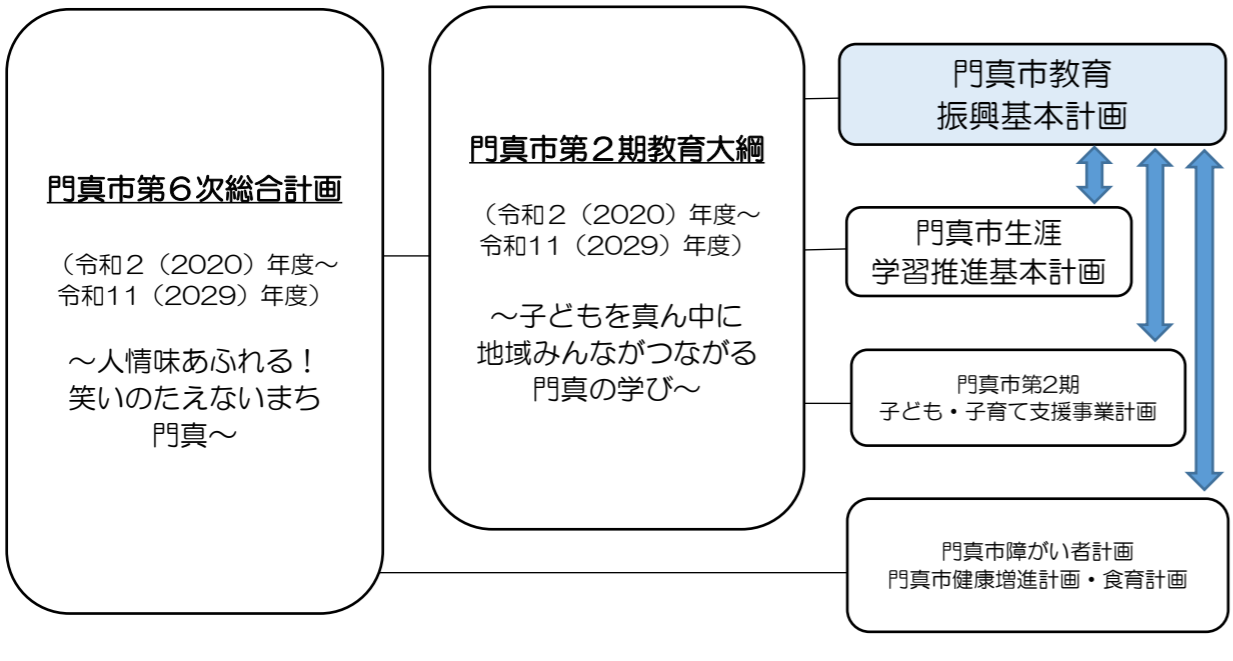 門真市第６次総合計画
（令和２（2020）年度～
令和11（2029）年度）
～人情味あふれる！
笑いのたえないまち
門真～
門真市第２期教育大綱
（令和２（2020）年度～
令和11（2029）年度）
～子どもを真ん中に
地域みんながつながる
門真の学び～
門真市教育
振興基本計画
門真市生涯
学習推進基本計画
門真市第2期
子ども・子育て支援事業計画
門真市障がい者計画
門真市健康増進計画・食育計画